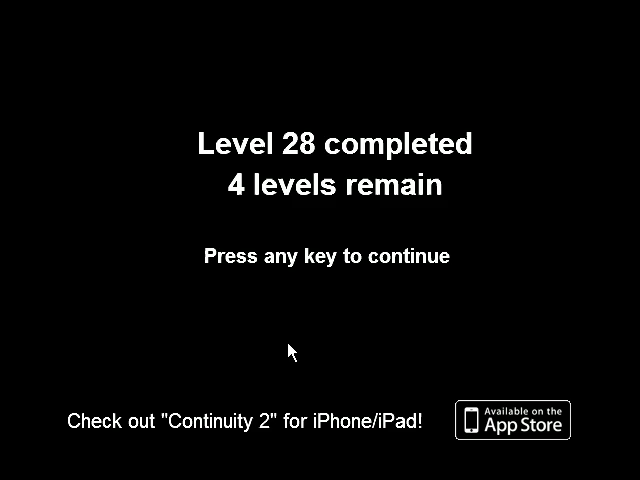 Level 28 completed
4 levels remain
Press any key to continue
Check out "Continuity 2" for iPhone/iPad!
Available on the
App Store